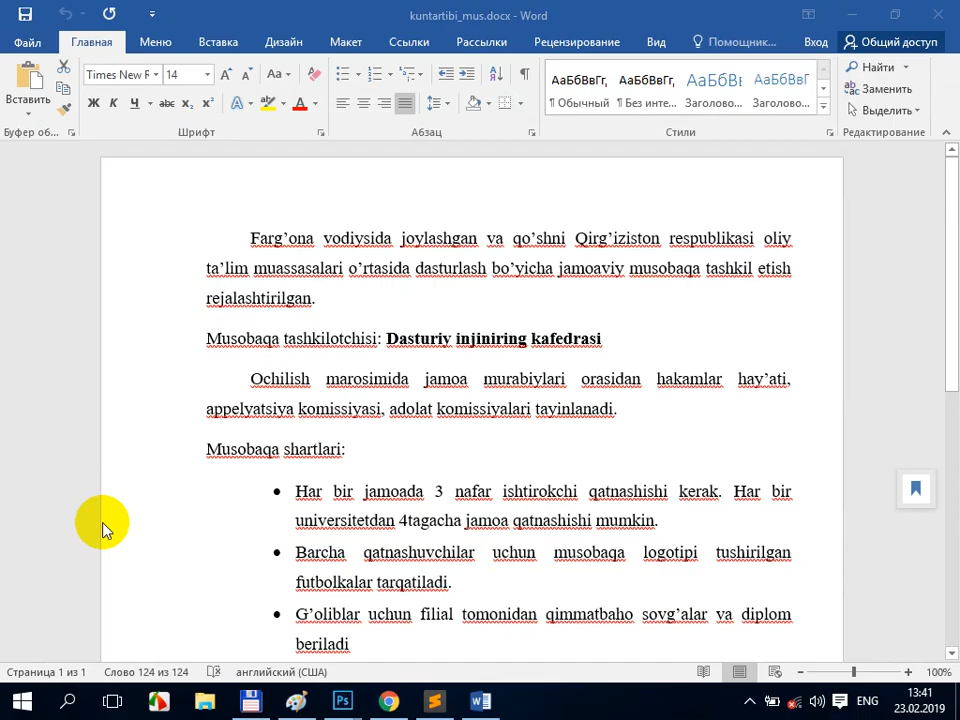 kuntartibi_mus.docx - Word
Файл Главная Меню Вставка Дизайн Макет Ссылки Рассылки Рецензирование Вид Помощник... Вход Общий доступ
Times New R 14 Aa АаБбВвГг, АаБбВвГг, Найти
Вставить Ж К Ч abc x₂ x² A A ¶ Обычный ¶ Без инте... Заголово... Заголово... Заменить
Выделить
Буфер об... Шрифт Абзац Стили Редактирование
Farg’ona vodiysida joylashgan va qo’shni Qirg’iziston respublikasi oliy
ta’lim muassasalari o’rtasida dasturlash bo’yicha jamoaviy musobaqa tashkil etish
rejalashtirilgan.
Musobaqa tashkilotchisi: Dasturiy injiniring kafedrasi
Ochilish marosimida jamoa murabiylari orasidan hakamlar hay’ati,
appelyatsiya komissiyasi, adolat komissiyalari tayinlanadi.
Musobaqa shartlari:
• Har bir jamoada 3 nafar ishtirokchi qatnashishi kerak. Har bir
universitetdan 4tagacha jamoa qatnashishi mumkin.
• Barcha qatnashuvchilar uchun musobaqa logotipi tushirilgan
futbolkalar tarqatiladi.
• G’oliblar uchun filial tomonidan qimmatbaho sovg’alar va diplom
beriladi
Страница 1 из 1 Слово 124 из 124 английский (США) 100%
Ps ENG 13:41
23.02.2019